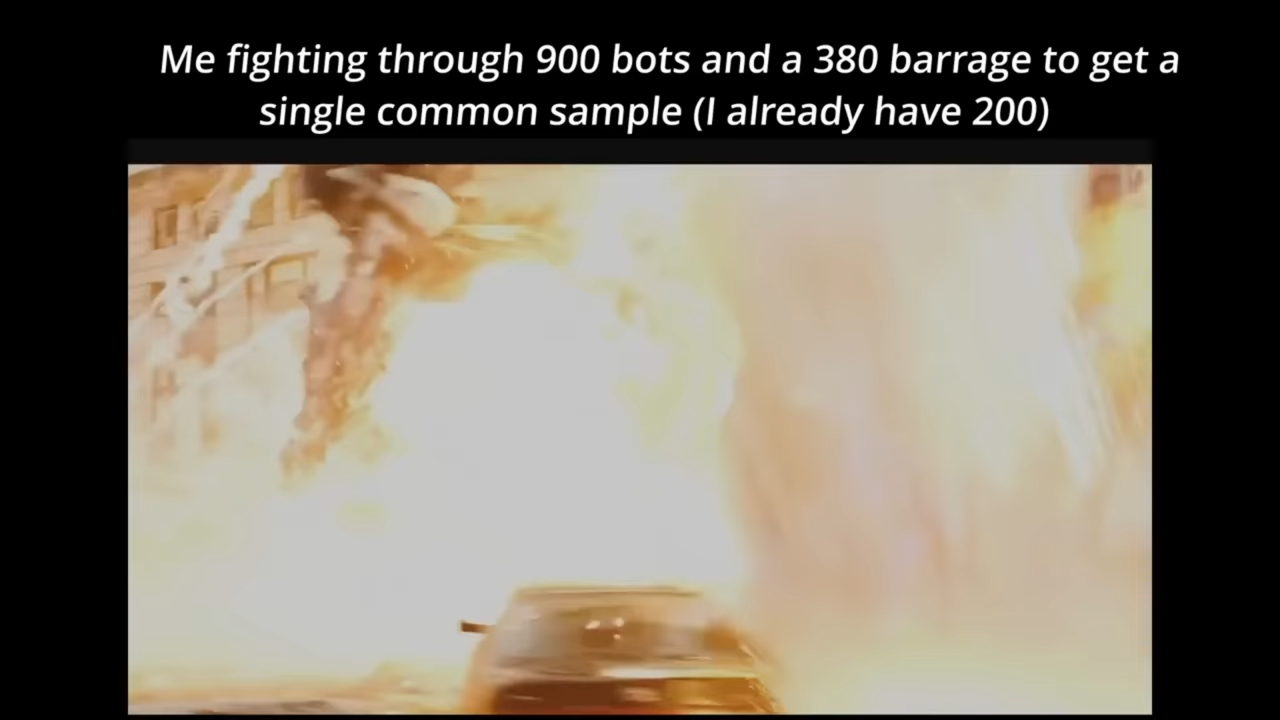 Me fighting through 900 bots and a 380 barrage to get a
single common sample (I already have 200)